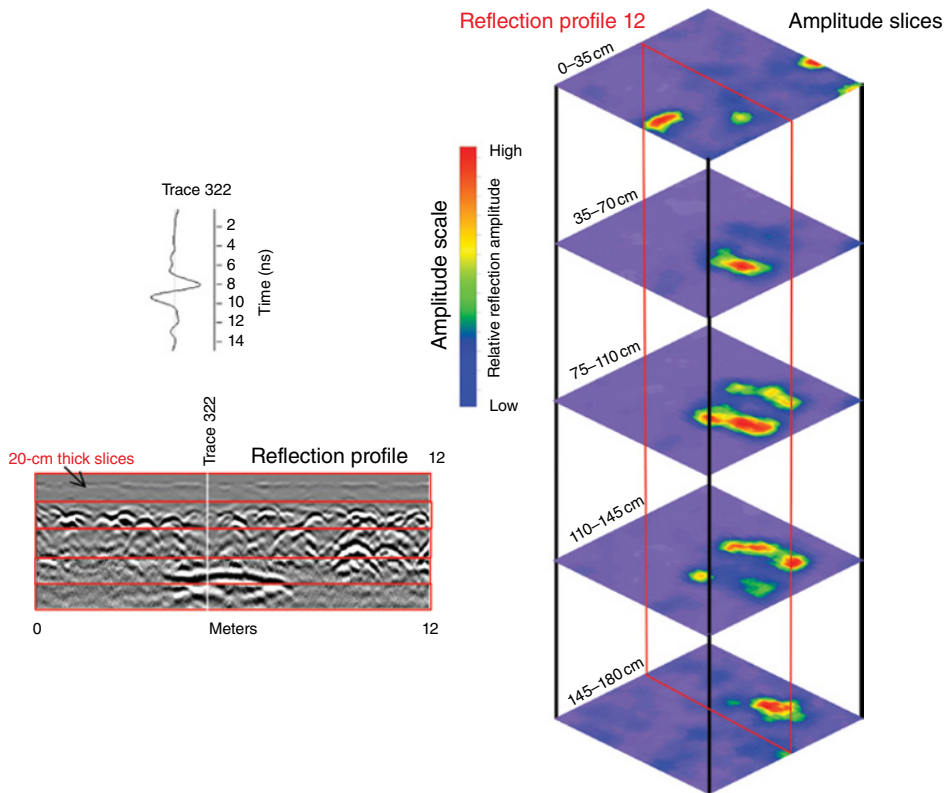 Reflection profile 12
Amplitude slices
0–35 cm
35–70 cm
75–110 cm
110–145 cm
145–180 cm
High
Amplitude scale
Relative reflection amplitude
Low
Trace 322
2
4
6
8
10
12
14
Time (ns)
Trace 322
Reflection profile
12
20-cm thick slices
0
Meters
12